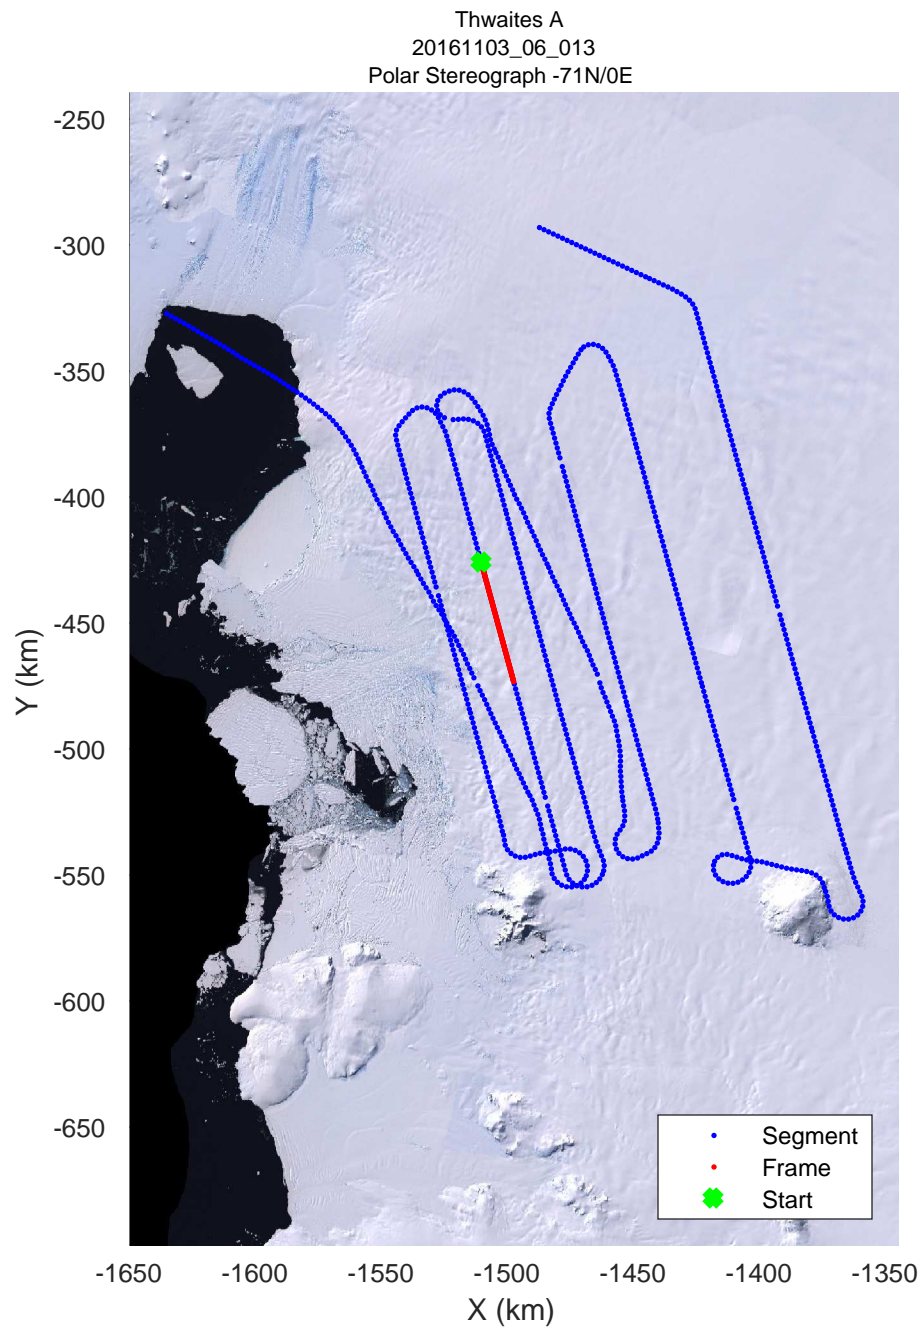 Thwaites A
20161103_06_013
Polar Stereograph -71N/0E
-250
-300
-350
-400
-450
-500
-550
-600
-650
Y (km)
Segment
Frame
Start
-1650 -1600 -1550 -1500 -1450 -1400 -1350
X (km)